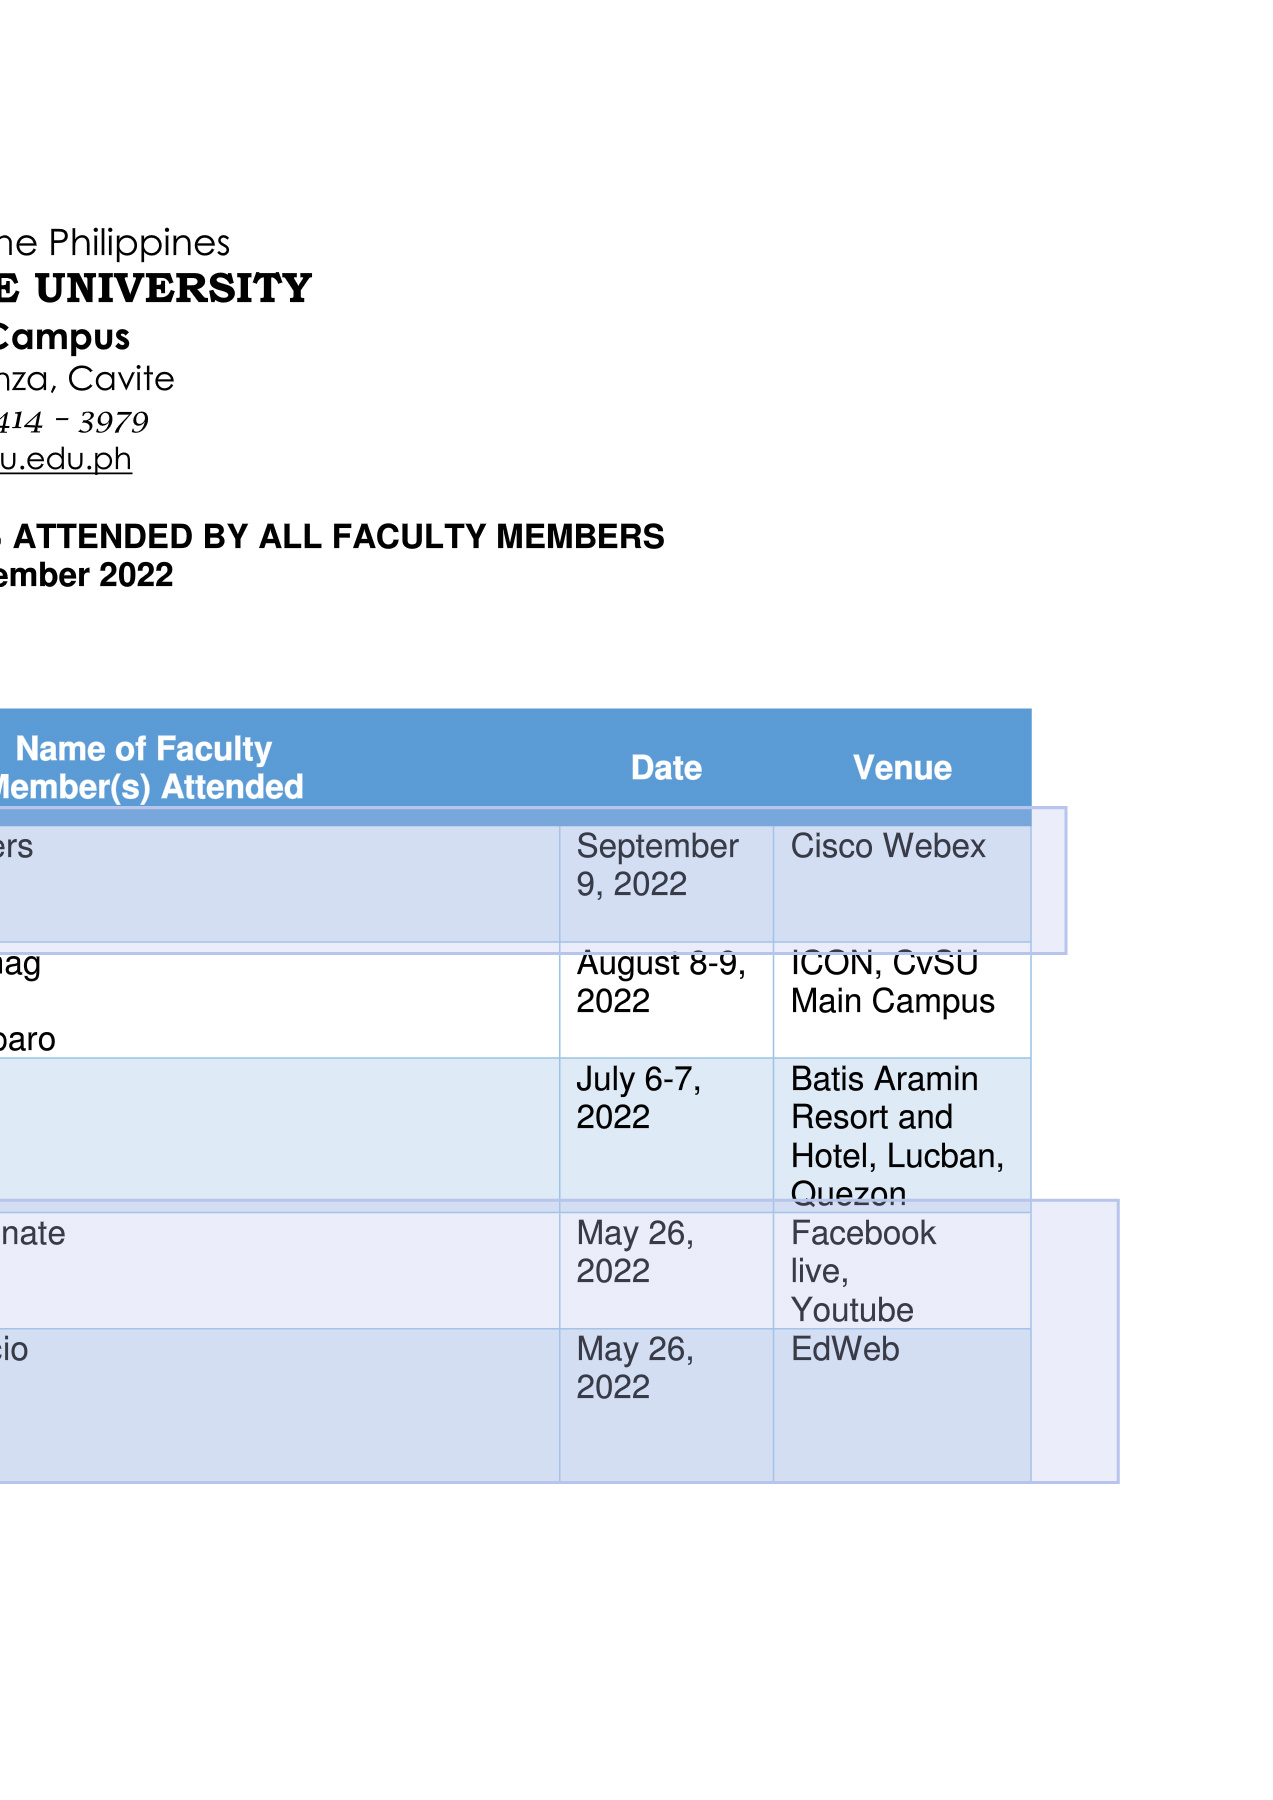 he Philippines
E UNIVERSITY
Campus
nza, Cavite
414 – 3979
u.edu.ph
ATTENDED BY ALL FACULTY MEMBERS
ember 2022
Name of Faculty
Member(s) Attended
Date
Venue
ers
September
9, 2022
Cisco Webex
nag
baro
August 8-9,
2022
ICON, CvSU
Main Campus
July 6-7,
2022
Batis Aramin
Resort and
Hotel, Lucban,
Quezon
nate
May 26,
2022
Facebook
live,
Youtube
cio
May 26,
2022
EdWeb